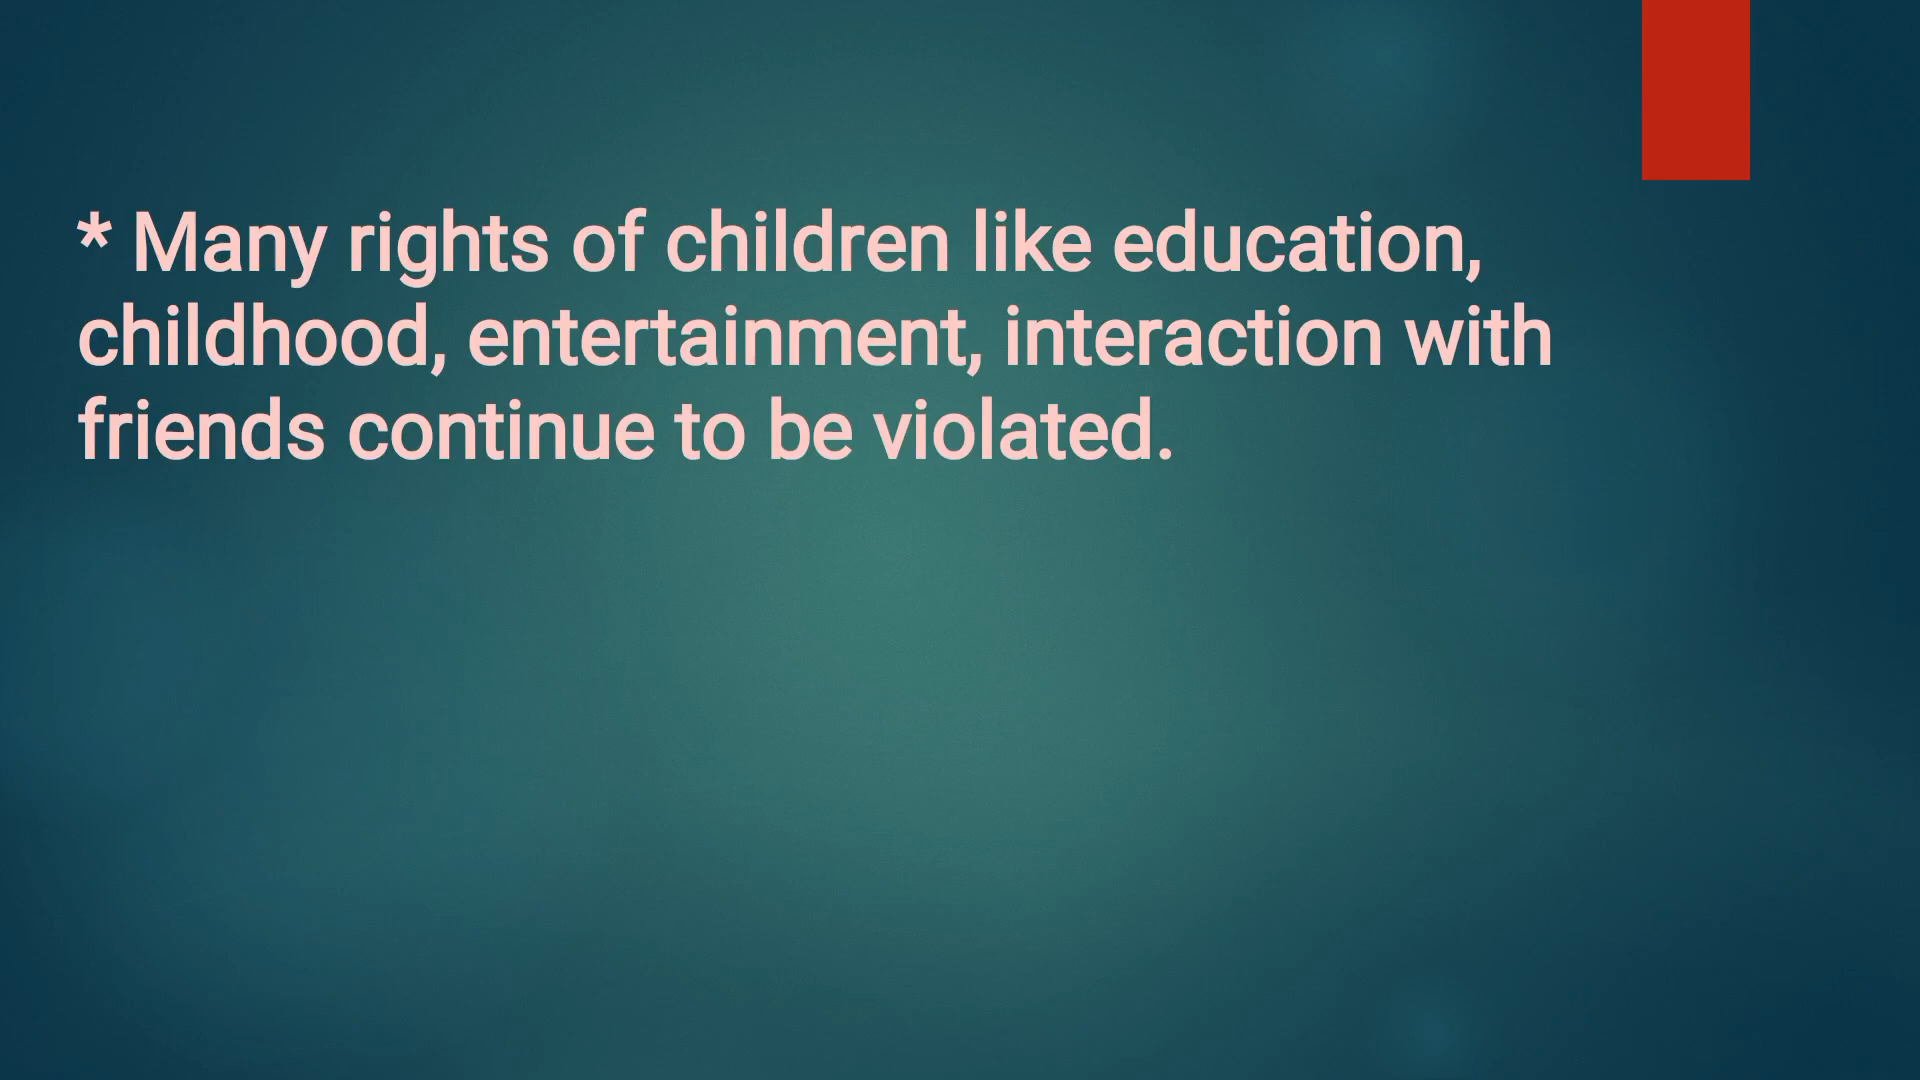 * Many rights of children like education,
childhood, entertainment, interaction with
friends continue to be violated.